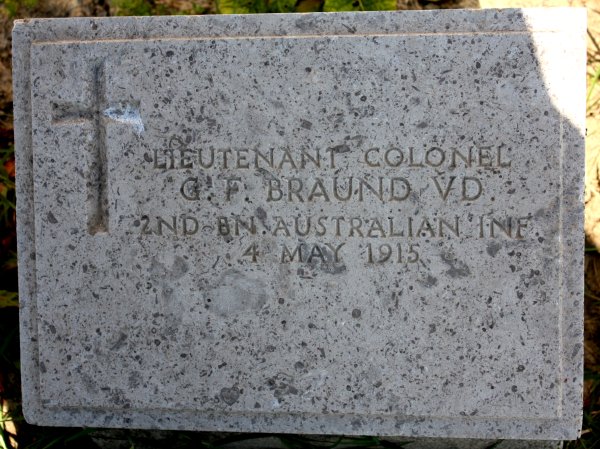 LIEUTENANT COLONEL
G. F. BRAUND VD
2ND BN. AUSTRALIAN INF.
4 MAY 1915